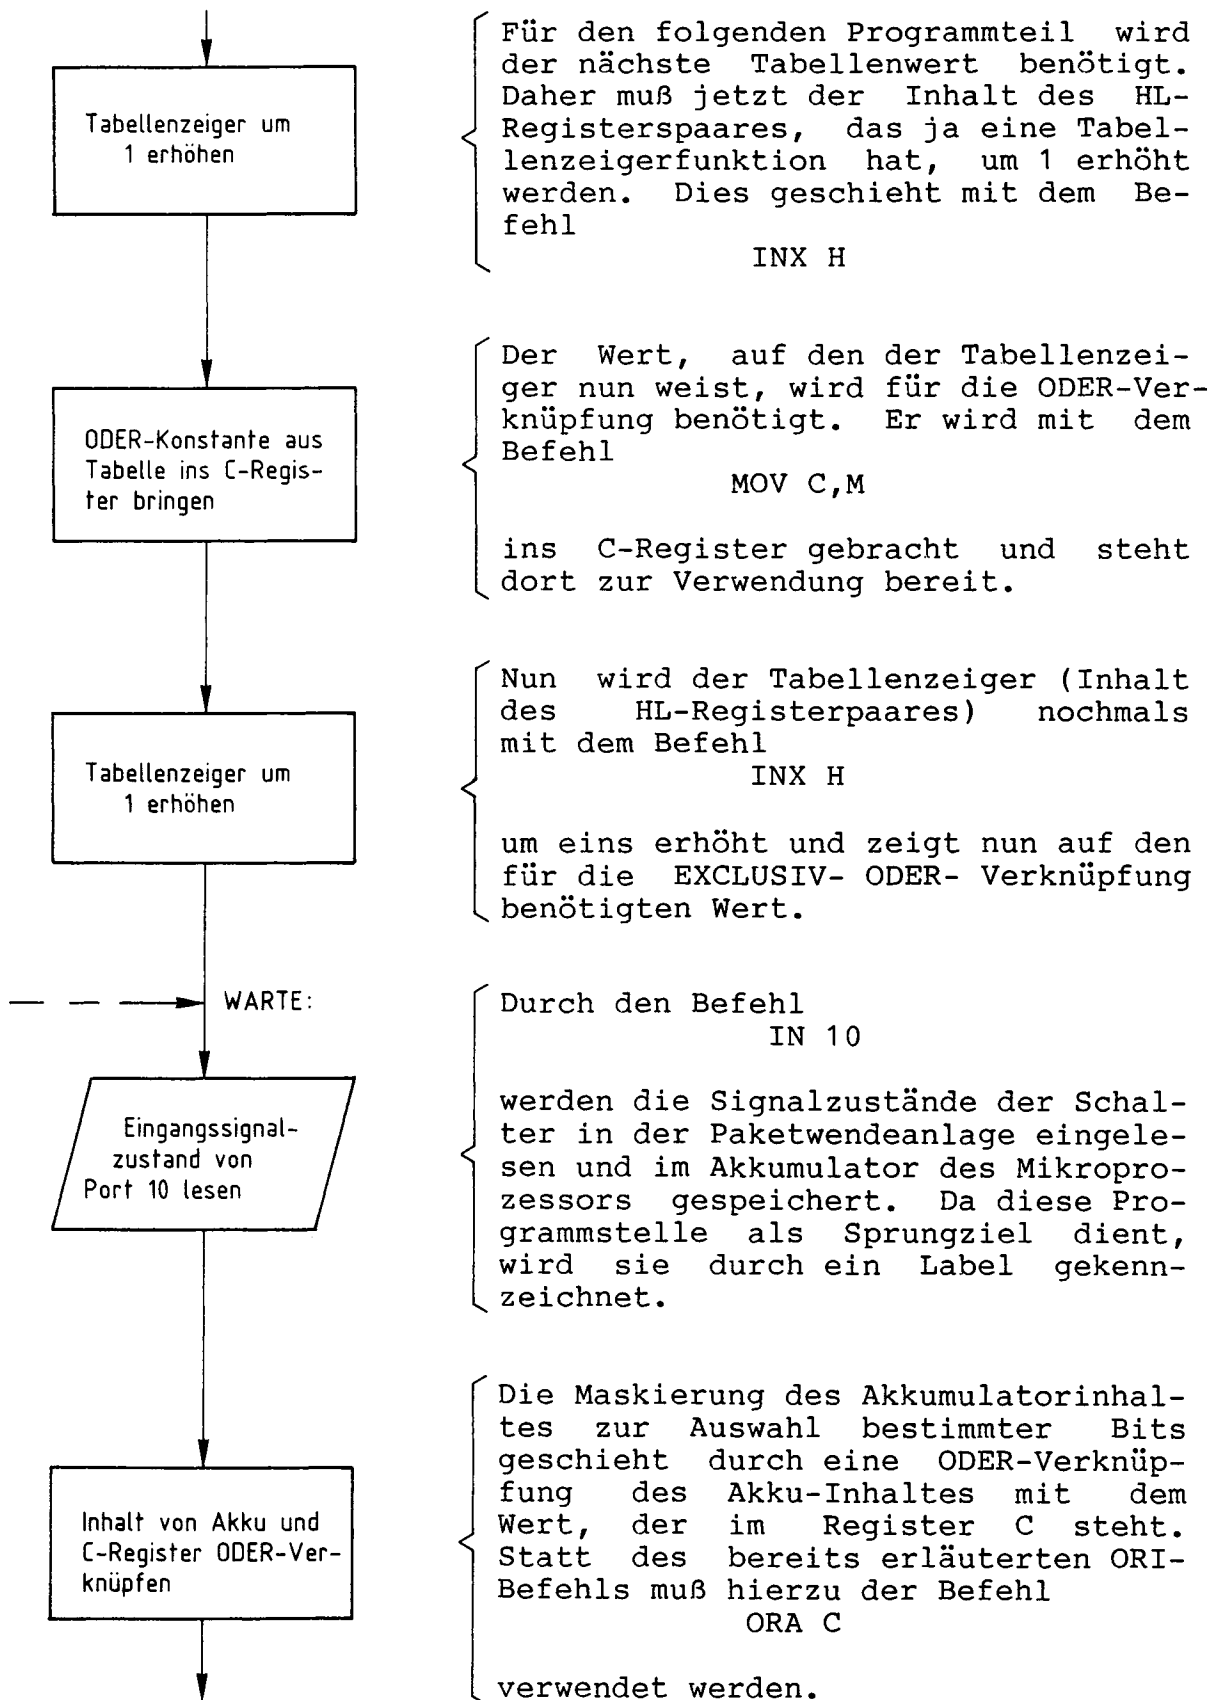 Tabellenzeiger um
1 erhöhen
Für den folgenden Programmteil wird
der nächste Tabellenwert benötigt.
Daher muß jetzt der Inhalt des HL-
Registerspaares, das ja eine Tabel-
lenzeigerfunktion hat, um 1 erhöht
werden. Dies geschieht mit dem Be-
fehl
INX H
ODER-Konstante aus
Tabelle ins C-Regis-
ter bringen
Der Wert, auf den der Tabellenzei-
ger nun weist, wird für die ODER-Ver-
knüpfung benötigt. Er wird mit dem
Befehl
MOV C,M
ins C-Register gebracht und steht
dort zur Verwendung bereit.
Tabellenzeiger um
1 erhöhen
Nun wird der Tabellenzeiger (Inhalt
des HL-Registerpaares) nochmals
mit dem Befehl
INX H
um eins erhöht und zeigt nun auf den
für die EXCLUSIV- ODER- Verknüpfung
benötigten Wert.
WARTE:
Eingangssignal-
zustand von
Port 10 lesen
Durch den Befehl
IN 10
werden die Signalzustände der Schal-
ter in der Paketwendeanlage eingele-
sen und im Akkumulator des Mikropro-
zessors gespeichert. Da diese Pro-
grammstelle als Sprungziel dient,
wird sie durch ein Label gekenn-
zeichnet.
Inhalt von Akku und
C-Register ODER-Ver-
knüpfen
Die Maskierung des Akkumulatorinhal-
tes zur Auswahl bestimmter Bits
geschieht durch eine ODER-Verknüp-
fung des Akku-Inhaltes mit dem
Wert, der im Register C steht.
Statt des bereits erläuterten ORI-
Befehls muß hierzu der Befehl
ORA C
verwendet werden.